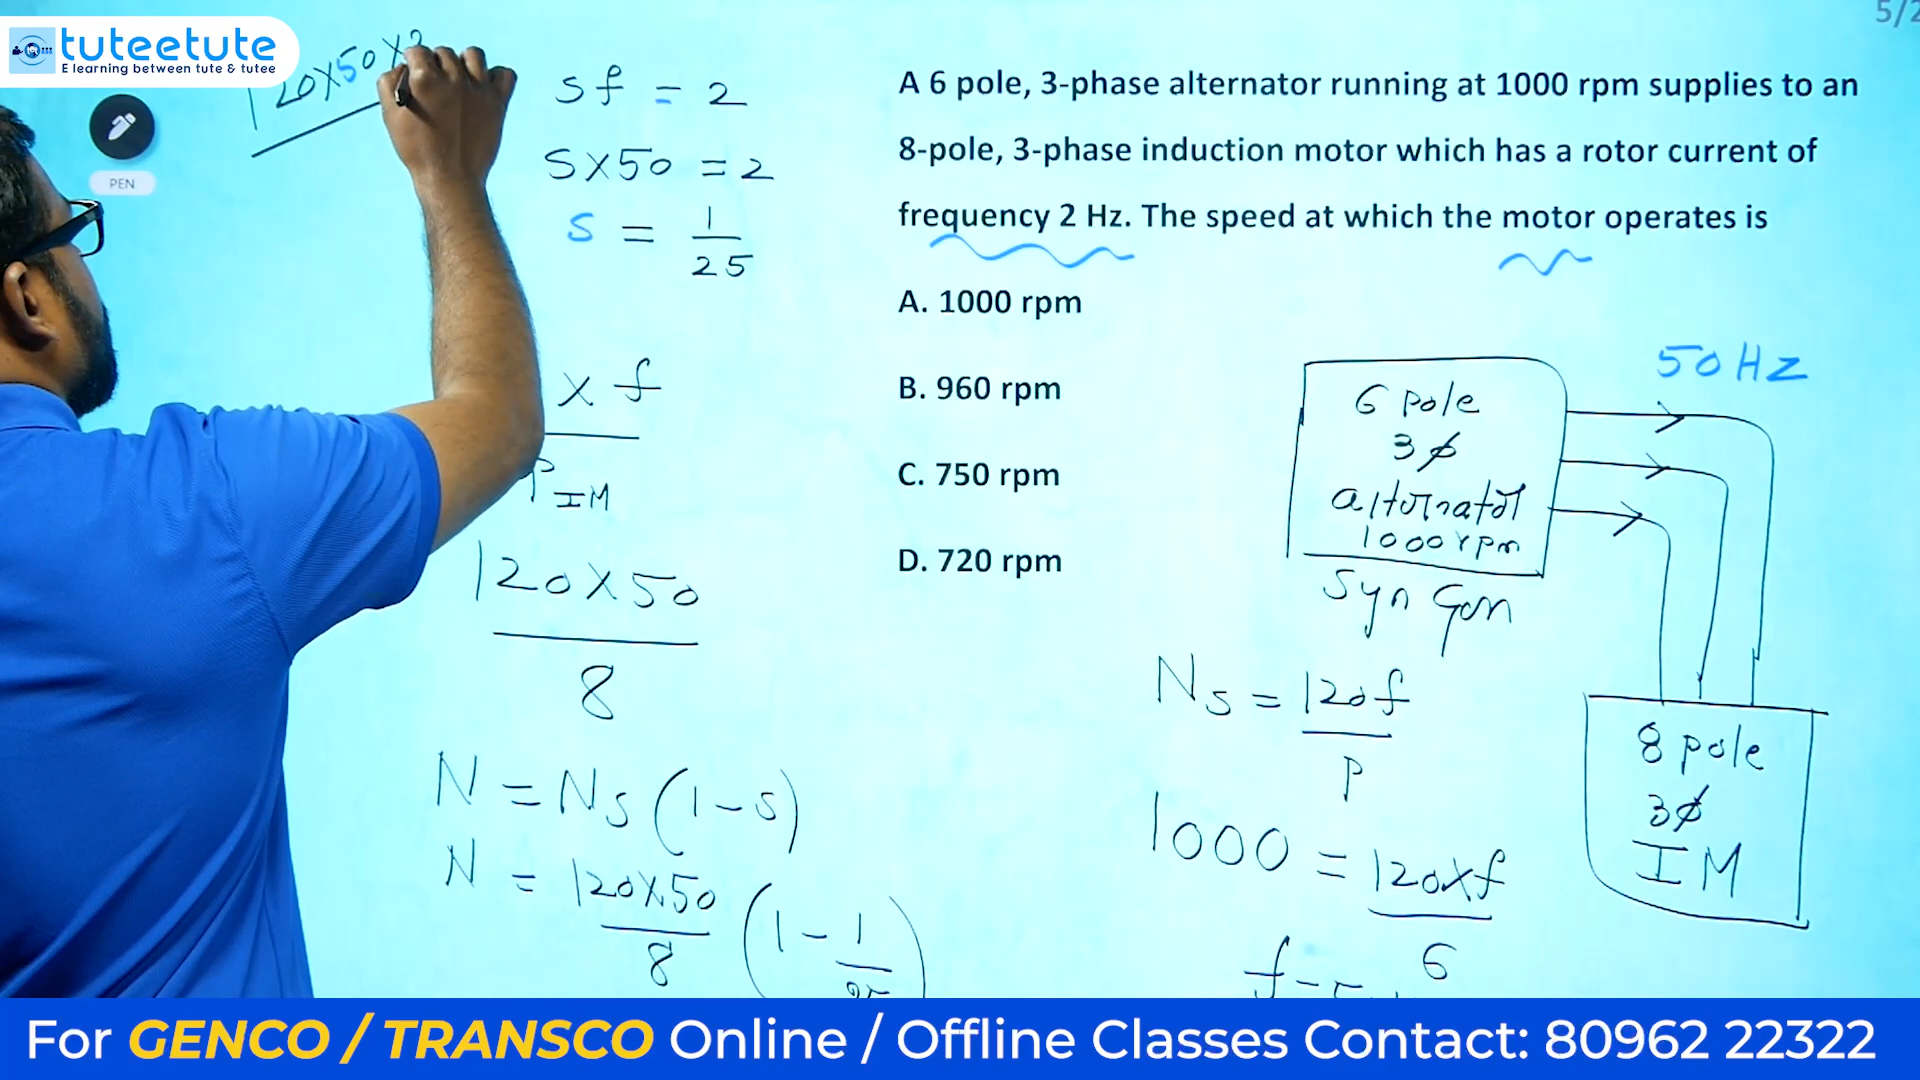 5/2
tuteetute
E learning between tute & tutee
PEN
120x50x2
sf = 2
Sx50 = 2
S = 1
25
x f
P IM
120x50
8
N = Ns (1-s)
N = 120x50 (1 - 1
8
A 6 pole, 3-phase alternator running at 1000 rpm supplies to an
8-pole, 3-phase induction motor which has a rotor current of
frequency 2 Hz. The speed at which the motor operates is
A. 1000 rpm
B. 960 rpm
C. 750 rpm
D. 720 rpm
50 Hz
6 pole
3ϕ
alternator
1000 rpm
Syn Gen
Ns = 120f
P
1000 = 120xf
6
f =
8 pole
3ϕ
IM
For GENCO / TRANSCO Online / Offline Classes Contact: 80962 22322